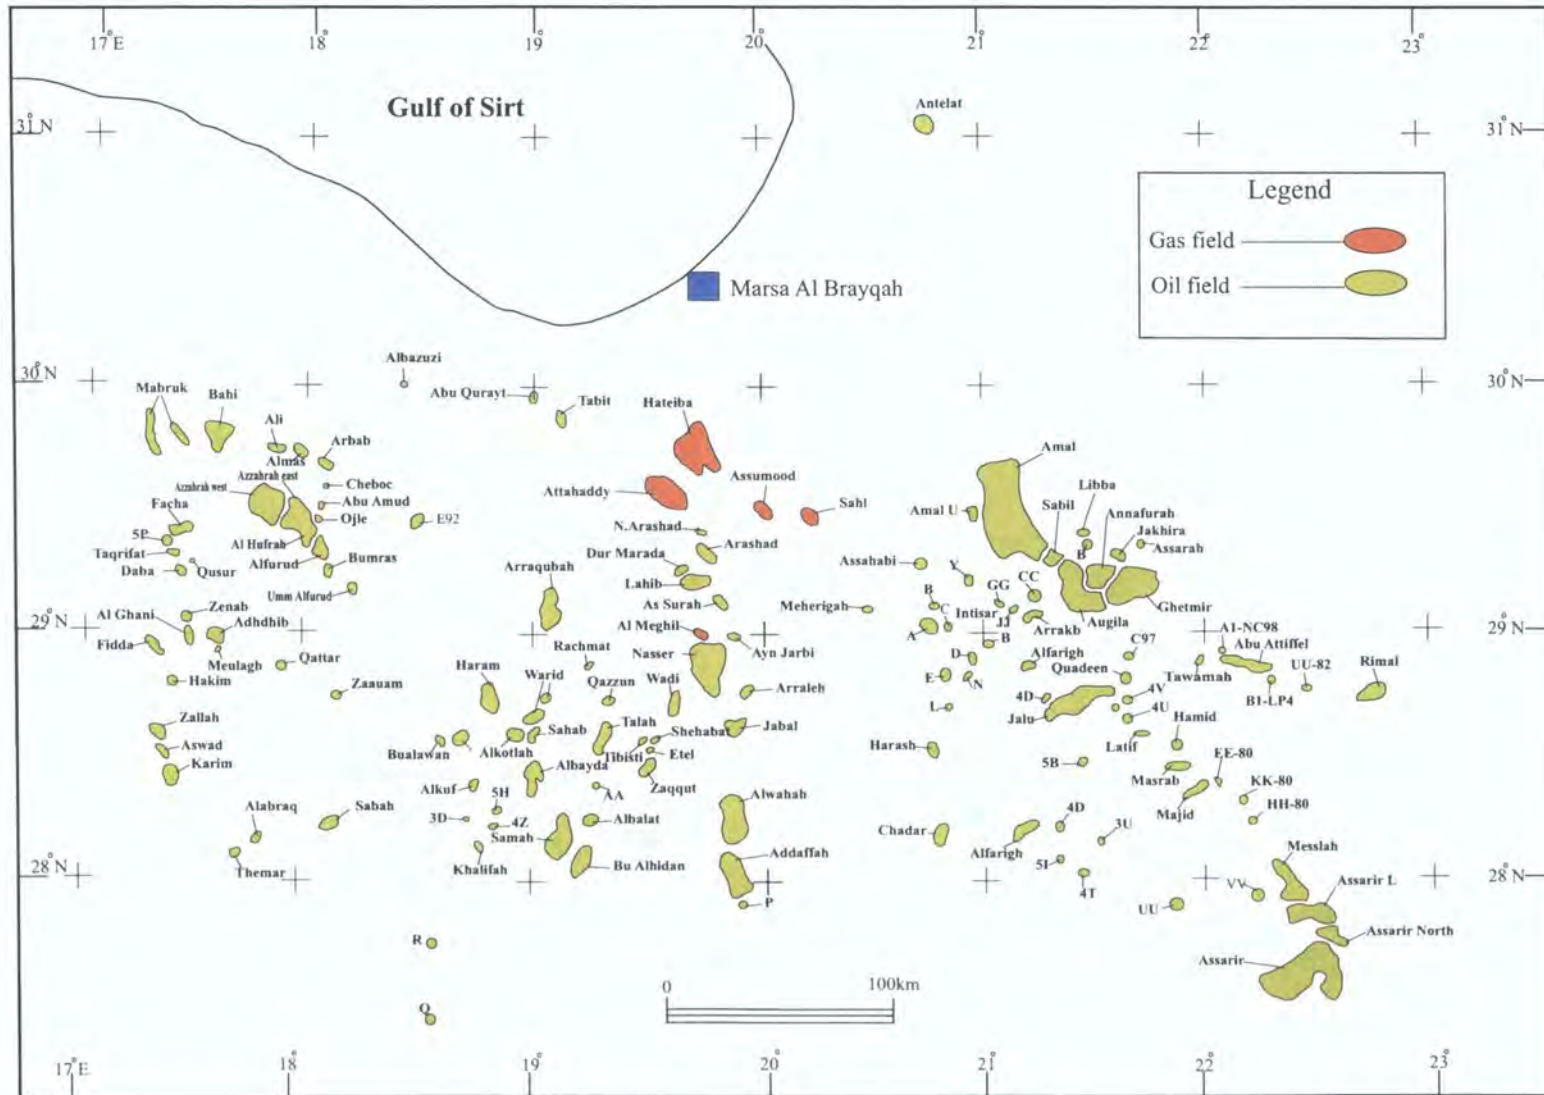 17°E
18°
19°
20°
21°
22°
23°
Gulf of Sirt
Antelat
31°N
31°N
Legend
Gas field
Oil field
Marsa Al Brayqah
Albazuzi
30°N
30°N
Mabruk
Bahi
Abu Qurayt
Tabit
Hateiba
Ali
Arbab
Amal
Almas
Azzahrah east
Azzahrah west
Cheboc
Attahaddy
Assumood
Sahl
Libba
Sabil
Annafurah
Facha
Abu Amud
Ojle
E92
N.Arashad
Amal U
Jakhira
5P
Al Hufrah
Arashad
B
Assarah
Taqrifat
Alfurud
Bumras
Dur Marada
Assahabi
Daba
Qusur
Arraqubah
Lahib
Y
GG
CC
Umm Alfurud
As Surah
Meherigah
B
Ghetmir
Al Ghani
Zenab
C
Intisar
JJ
29°N
29°N
Adhdhib
Al Meghil
A
Arrakb
Augila
A1-NC98
Fidda
Meulagh
Rachmat
Nasser
Ayn Jarbi
B
C97
Abu Attiffel
Qattar
D
Alfarigh
UU-82
Rimal
Hakim
Haram
Warid
Qazzun
Wadi
E
N
Quadeen
Tawamah
Zaauam
Arraleh
4D
4V
B1-LP4
L
Jalu
4U
Zallah
Sahab
Talah
Shehabat
Jabal
Hamid
Aswad
Bualawan
Alkotlah
Tibisti
Etel
Harash
Latif
Karim
Albayda
Zaqqut
5B
Masrab
EE-80
Alkuf
AA
KK-80
Alabraq
Sabah
5H
Alwahah
Majid
3D
4Z
Albalat
4D
HH-80
Samah
Chadar
3U
Themar
Khalifah
Bu Alhidan
Addaffah
Alfarigh
Messlah
28°N
28°N
5I
4T
VV
Assarir L
P
UU
R
Assarir North
Assarir
0
100km
Q
17°E
18°
19°
20°
21°
22°
23°